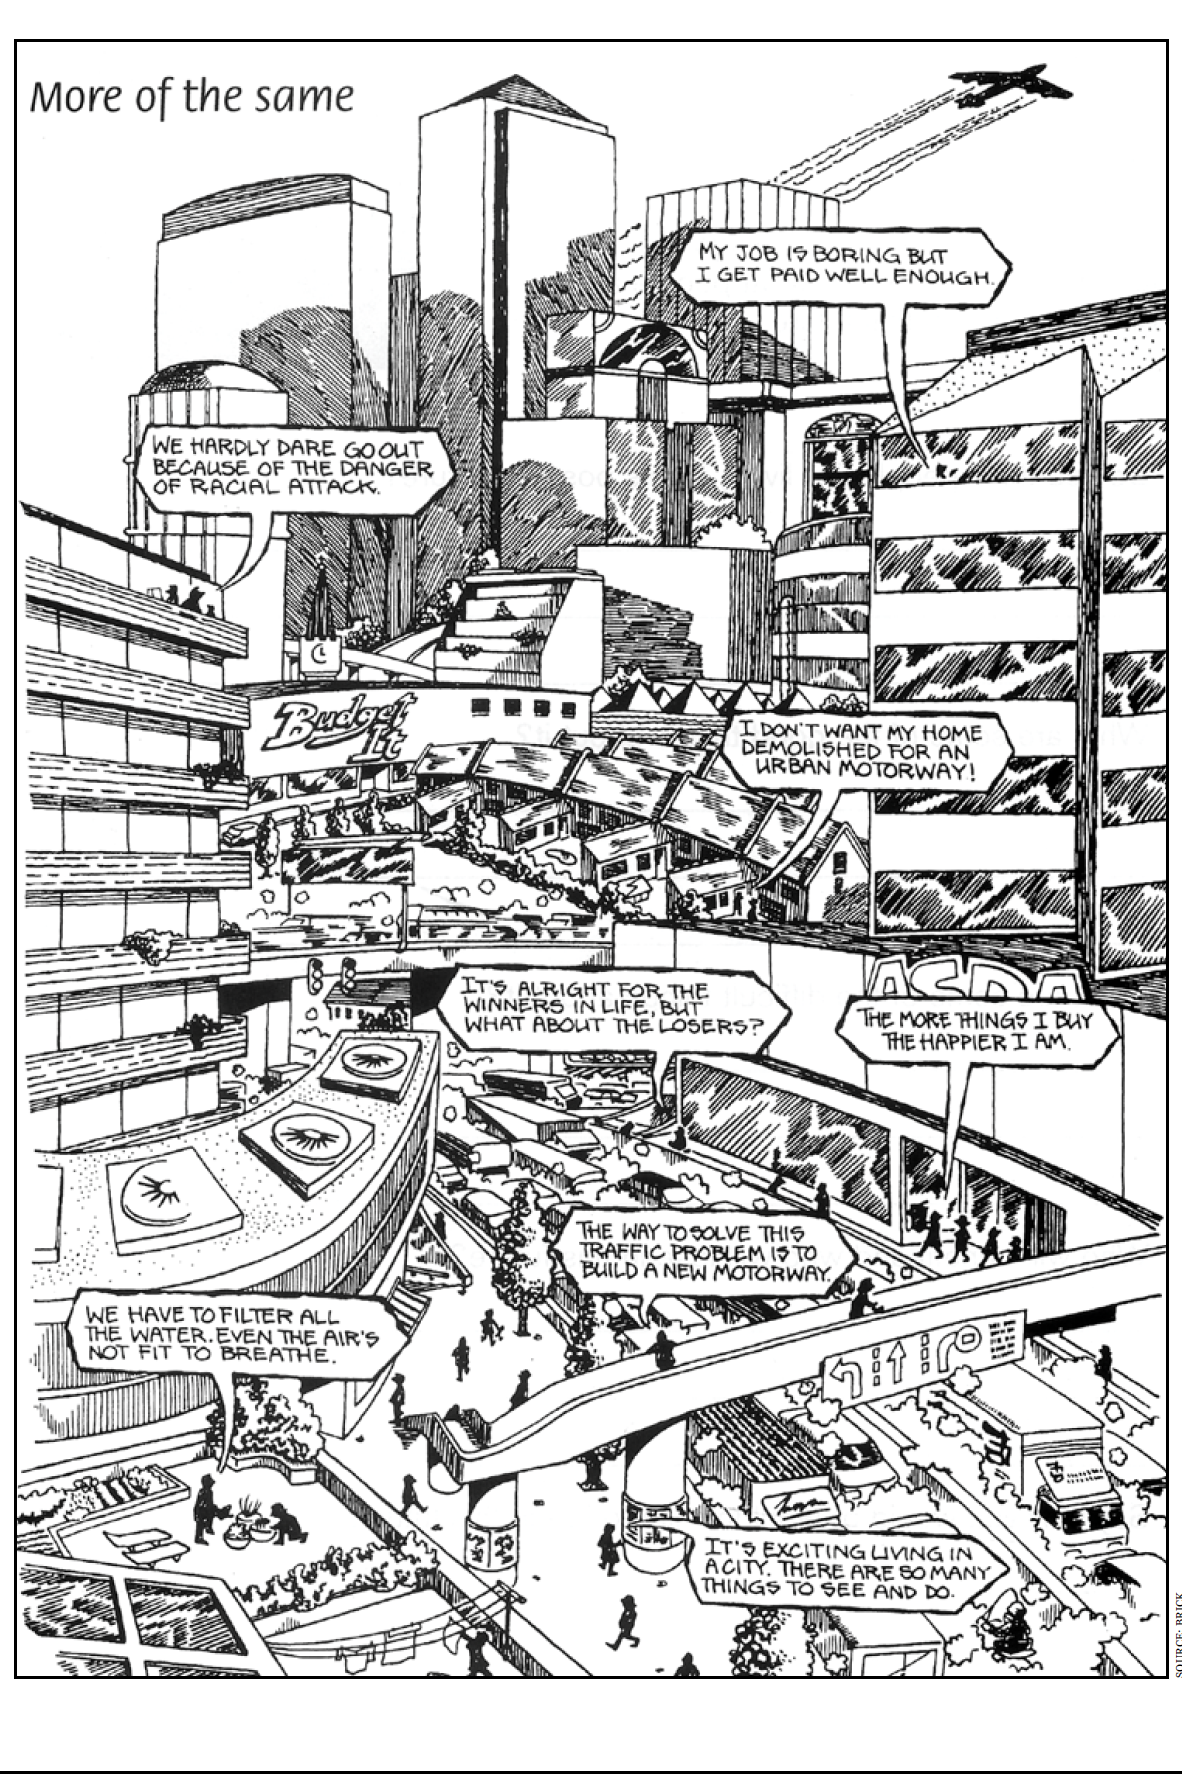 More of the same
MY JOB IS BORING BUT
I GET PAID WELL ENOUGH.
WE HARDLY DARE GO OUT
BECAUSE OF THE DANGER
OF RACIAL ATTACK.
Budget
It
I DON'T WANT MY HOME
DEMOLISHED FOR AN
URBAN MOTORWAY!
ASDA
IT'S ALRIGHT FOR THE
WINNERS IN LIFE, BUT
WHAT ABOUT THE LOSERS?
THE MORE THINGS I BUY
THE HAPPIER I AM.
THE WAY TO SOLVE THIS
TRAFFIC PROBLEM IS TO
BUILD A NEW MOTORWAY.
WE HAVE TO FILTER ALL
THE WATER. EVEN THE AIR'S
NOT FIT TO BREATHE.
IT'S EXCITING LIVING IN
A CITY. THERE ARE SO MANY
THINGS TO SEE AND DO.
SOURCE: BRICK